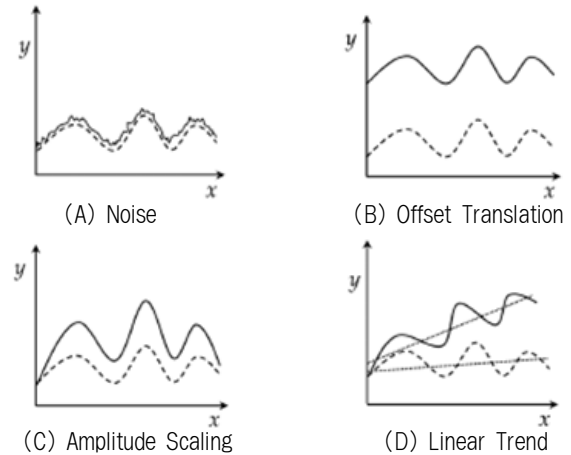 y
x
(A) Noise
y
x
(B) Offset Translation
y
x
(C) Amplitude Scaling
y
x
(D) Linear Trend